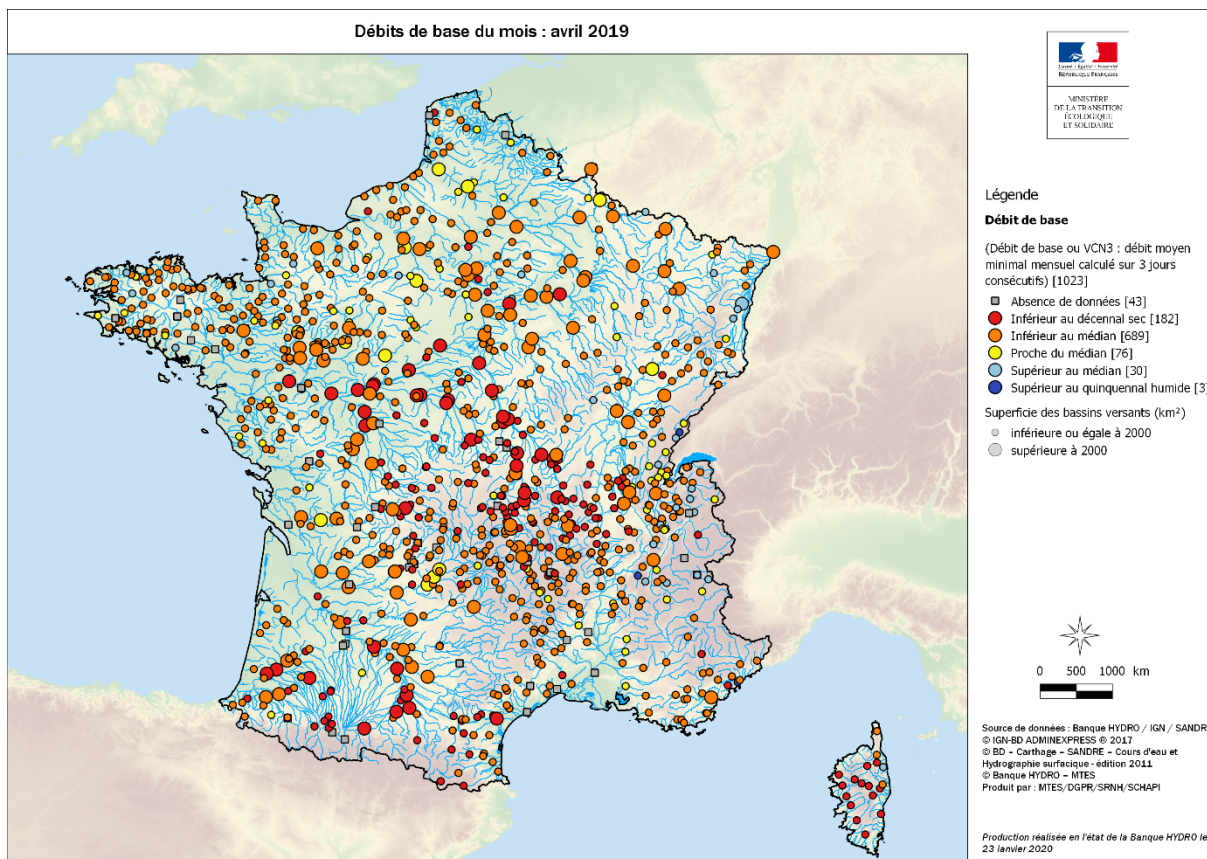 Débits de base du mois : avril 2019
Liberté • Égalité • Fraternité
RÉPUBLIQUE FRANÇAISE
MINISTÈRE
DE LA TRANSITION
ÉCOLOGIQUE
ET SOLIDAIRE
Légende
Débit de base
(Débit de base ou VCN3 : débit moyen
minimal mensuel calculé sur 3 jours
consécutifs) [1023]
Absence de données [43]
Inférieur au décennal sec [182]
Inférieur au médian [689]
Proche du médian [76]
Supérieur au médian [30]
Supérieur au quinquennal humide [3]
Superficie des bassins versants (km²)
inférieure ou égale à 2000
supérieure à 2000
0 500 1000 km
Source de données : Banque HYDRO / IGN / SANDRE
© IGN-BD ADMINEXPRESS ® 2017
© BD – Carthage – SANDRE – Cours d'eau et
Hydrographie surfacique - édition 2011
© Banque HYDRO – MTES
Produit par : MTES/DGPR/SRNH/SCHAPI
Production réalisée en l'état de la Banque HYDRO le
23 janvier 2020